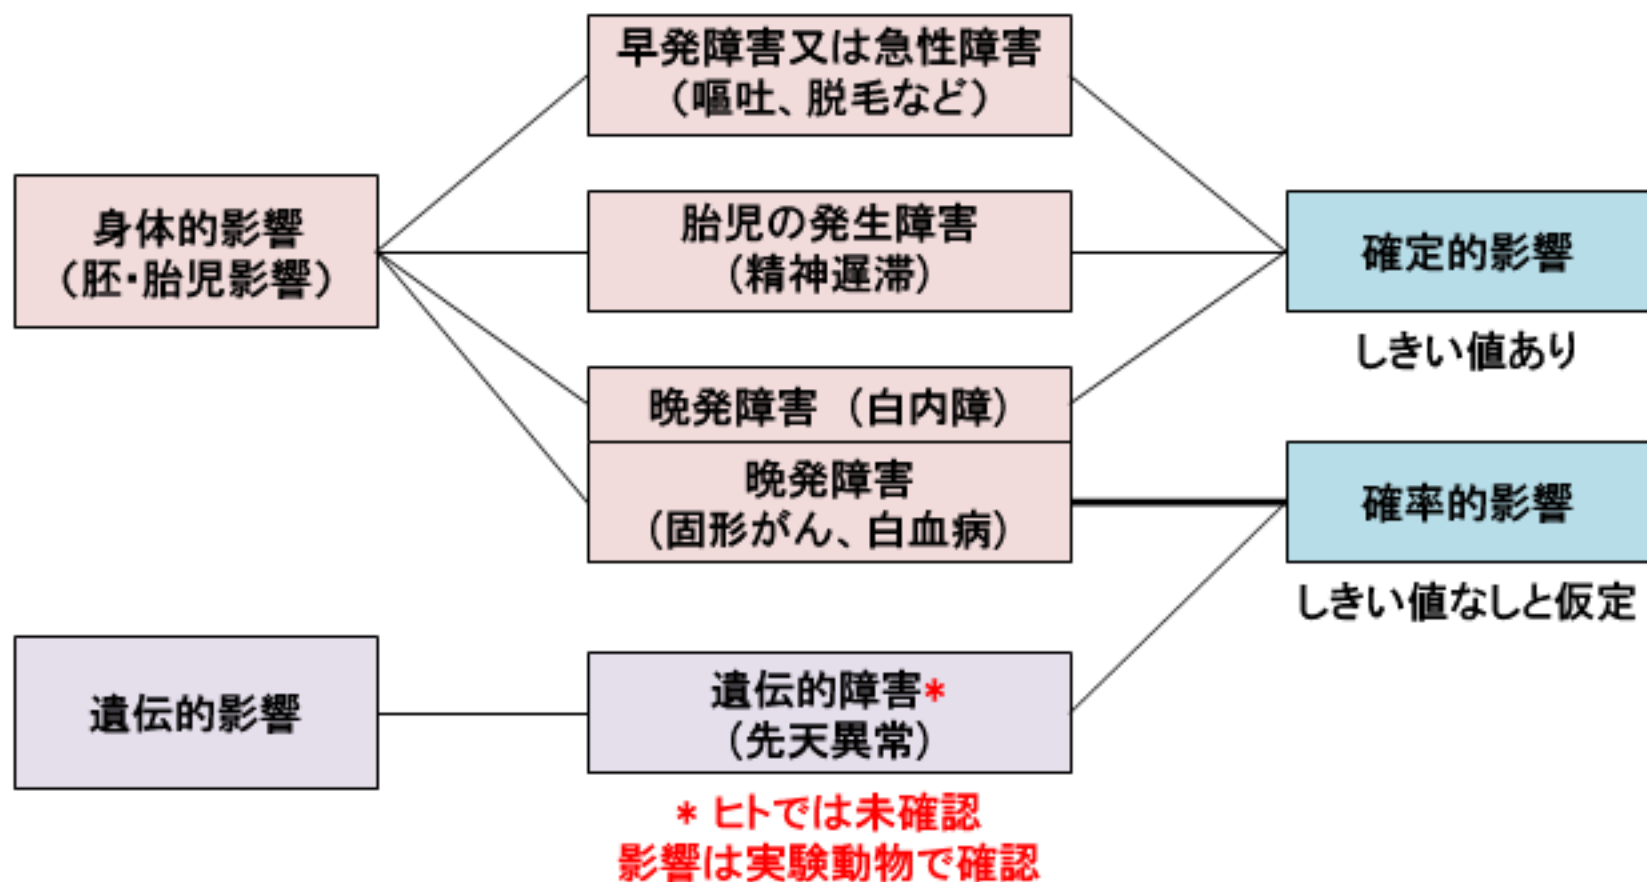 早発障害又は急性障害
（嘔吐、脱毛など）
身体的影響
（胚・胎児影響）
胎児の発生障害
（精神遅滞）
確定的影響
しきい値あり
晩発障害 （白内障）
晩発障害
（固形がん、白血病）
確率的影響
しきい値なしと仮定
遺伝的影響
遺伝的障害*
（先天異常）
* ヒトでは未確認
影響は実験動物で確認